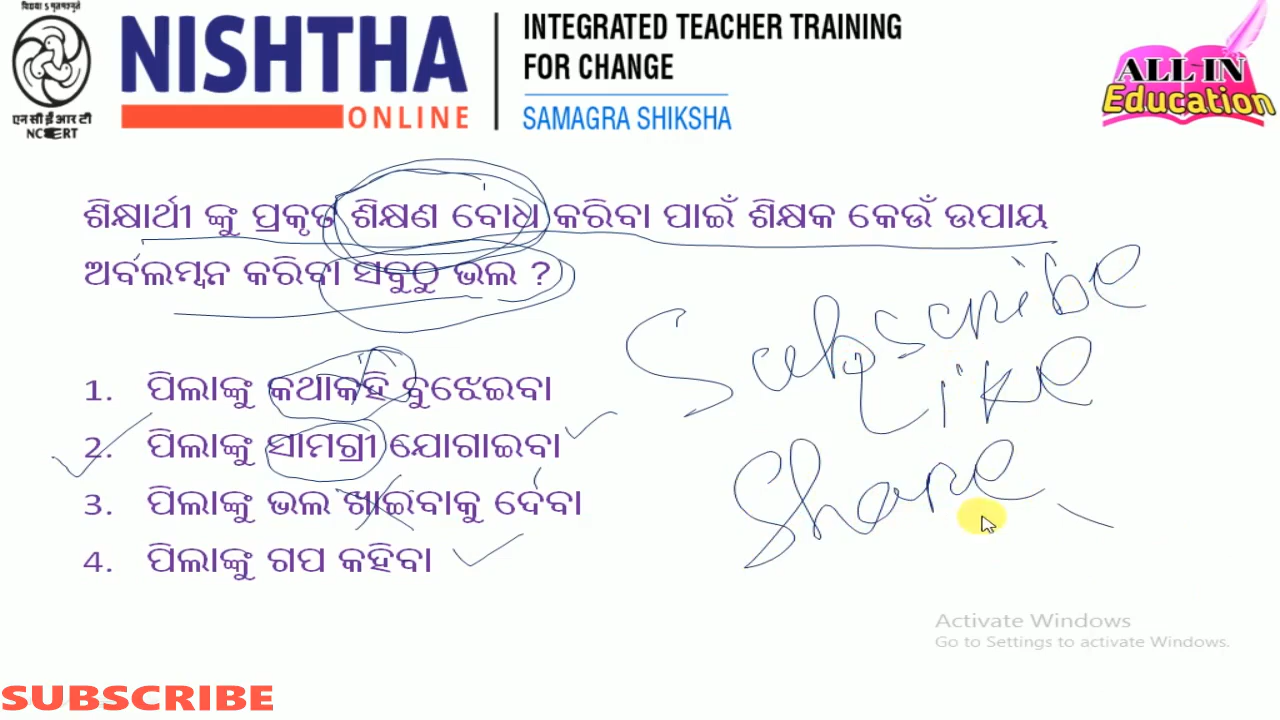 विद्यया ऽ मृतमश्नुते
एन सी ई आर टी
NCERT
NISHTHA
ONLINE
INTEGRATED TEACHER TRAINING
FOR CHANGE
SAMAGRA SHIKSHA
ALL IN
Education
ଶିକ୍ଷାର୍ଥୀ ଙ୍କୁ ପ୍ରକୃତ ଶିକ୍ଷଣ ବୋଧ କରିବା ପାଇଁ ଶିକ୍ଷକ କେଉଁ ଉପାୟ
ଅବଲମ୍ବନ କରିବା ସବୁଠୁ ଭଲ ?
1. ପିଲାଙ୍କୁ କଥାକହି ବୁଝେଇବା
2. ପିଲାଙ୍କୁ ସାମଗ୍ରୀ ଯୋଗାଇବା
3. ପିଲାଙ୍କୁ ଭଲ ଖାଇବାକୁ ଦେବା
4. ପିଲାଙ୍କୁ ଗପ କହିବା
Subscribe
Like
Share
Activate Windows
Go to Settings to activate Windows.
SUBSCRIBE